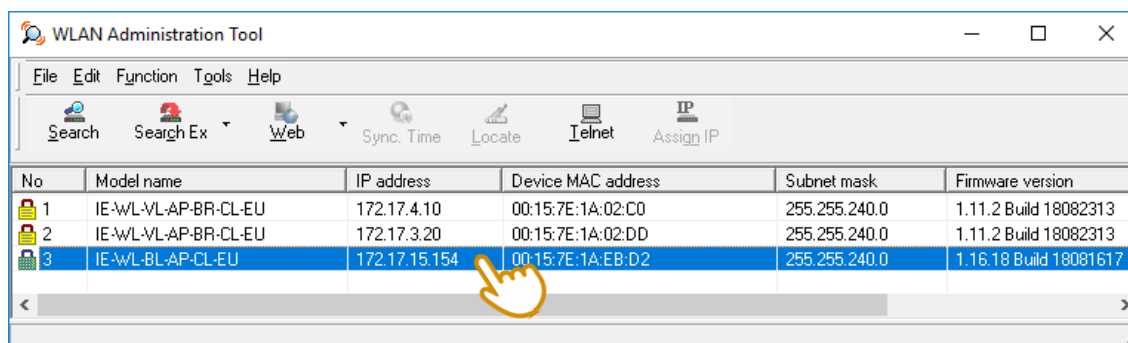 WLAN Administration Tool
File Edit Function Tools Help
Search Search Ex Web Sync. Time Locate Telnet IP Assign IP
No Model name IP address Device MAC address Subnet mask Firmware version
1 IE-WL-VL-AP-BR-CL-EU 172.17.4.10 00:15:7E:1A:02:C0 255.255.240.0 1.11.2 Build 18082313
2 IE-WL-VL-AP-BR-CL-EU 172.17.3.20 00:15:7E:1A:02:DD 255.255.240.0 1.11.2 Build 18082313
3 IE-WL-BL-AP-CL-EU 172.17.15.154 00:15:7E:1A:EB:D2 255.255.240.0 1.16.18 Build 18081617